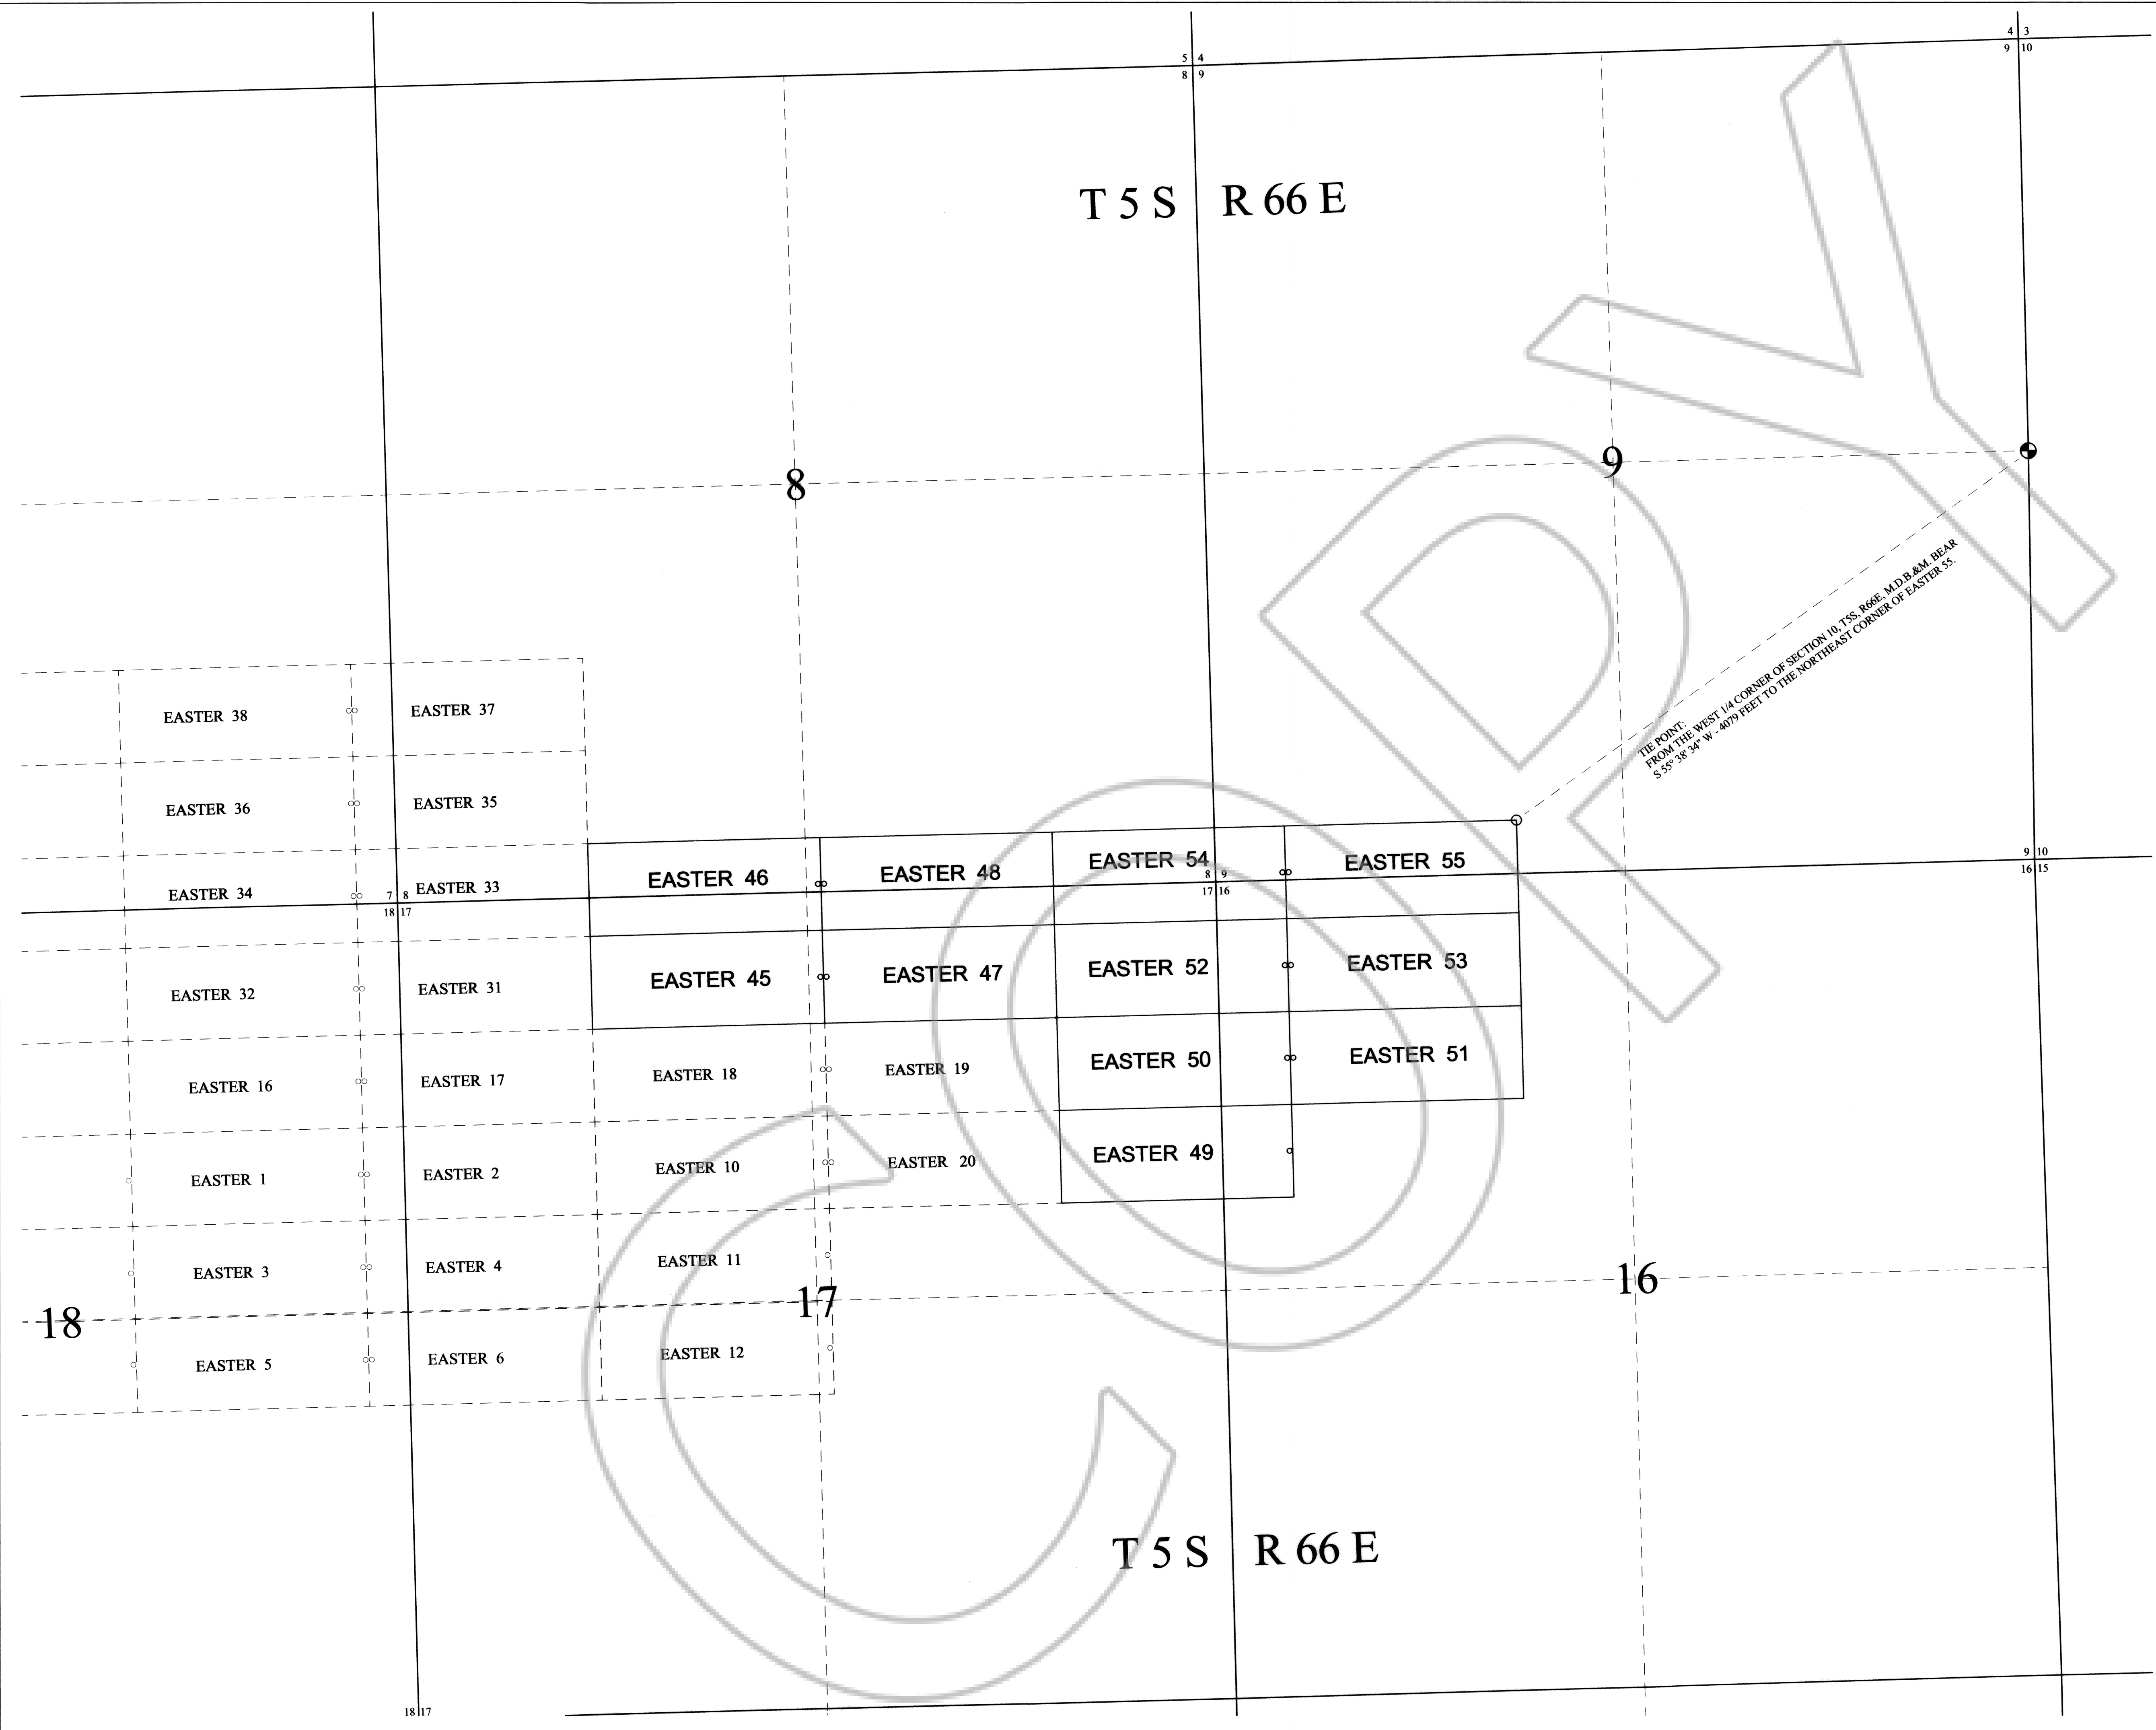 4 3
9 10
5 4
8 9
T 5 S R 66 E
8
9
TIE POINT:
FROM THE WEST 1/4 CORNER OF SECTION 10, T5S, R66E, M.D.B.&M. BEAR
S 55° 38' 34" W - 4079 FEET TO THE NORTHEAST CORNER OF EASTER 55.
EASTER 38
EASTER 37
EASTER 36
EASTER 35
EASTER 34
7 8
18 17
EASTER 33
EASTER 46
EASTER 48
EASTER 54
8 9
17 16
EASTER 55
9 10
16 15
EASTER 32
EASTER 31
EASTER 45
EASTER 47
EASTER 52
EASTER 53
EASTER 16
EASTER 17
EASTER 18
EASTER 19
EASTER 50
EASTER 51
EASTER 1
EASTER 2
EASTER 10
EASTER 20
EASTER 49
EASTER 3
EASTER 4
EASTER 11
18
17
16
EASTER 5
EASTER 6
EASTER 12
T 5 S R 66 E
18 17
COPY